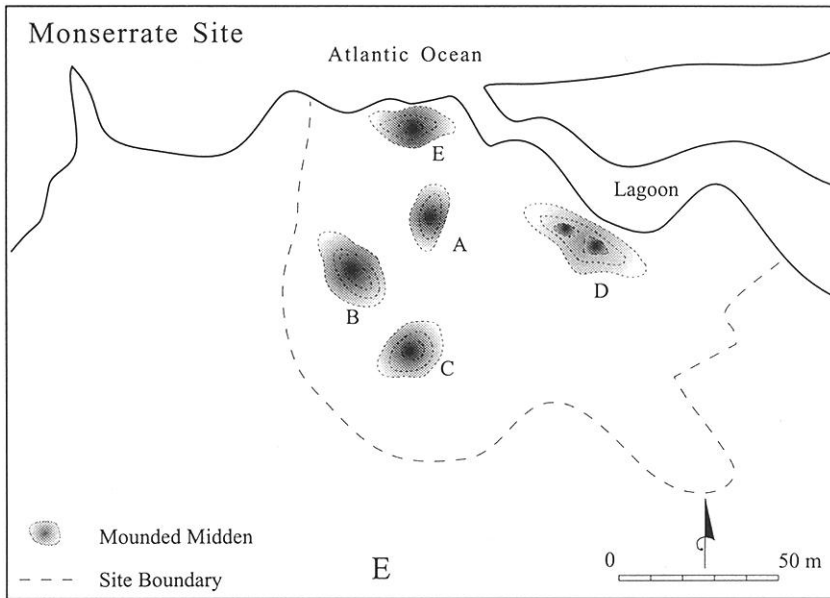 Monserrate Site
Atlantic Ocean
E
Lagoon
A
D
B
C
Mounded Midden
Site Boundary
E
0 50 m